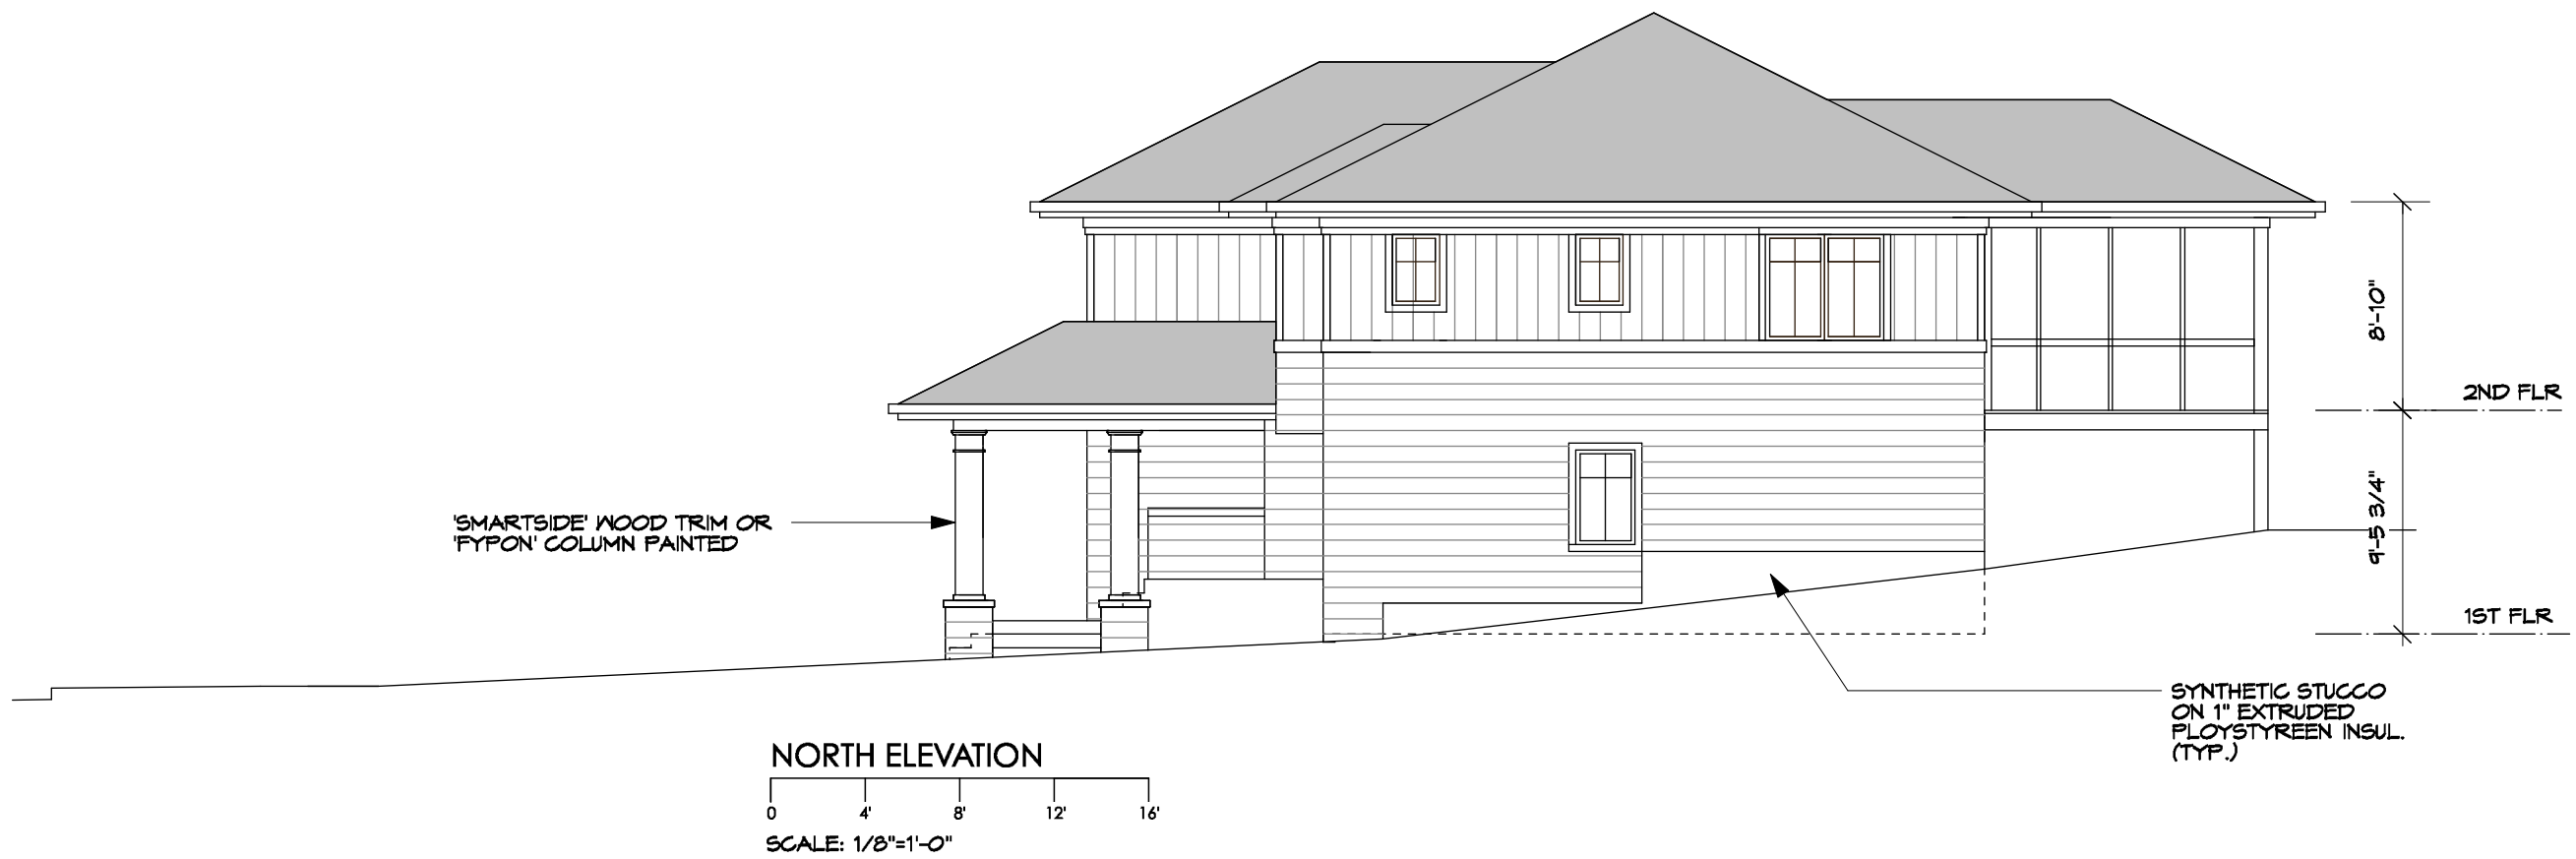 8'-10"
2ND FLR
9'-5 3/4"
1ST FLR
'SMARTSIDE' WOOD TRIM OR
'FYPON' COLUMN PAINTED
SYNTHETIC STUCCO
ON 1" EXTRUDED
PLOYSTYREEN INSUL.
(TYP.)
NORTH ELEVATION
0 4' 8' 12' 16'
SCALE: 1/8"=1'-0"